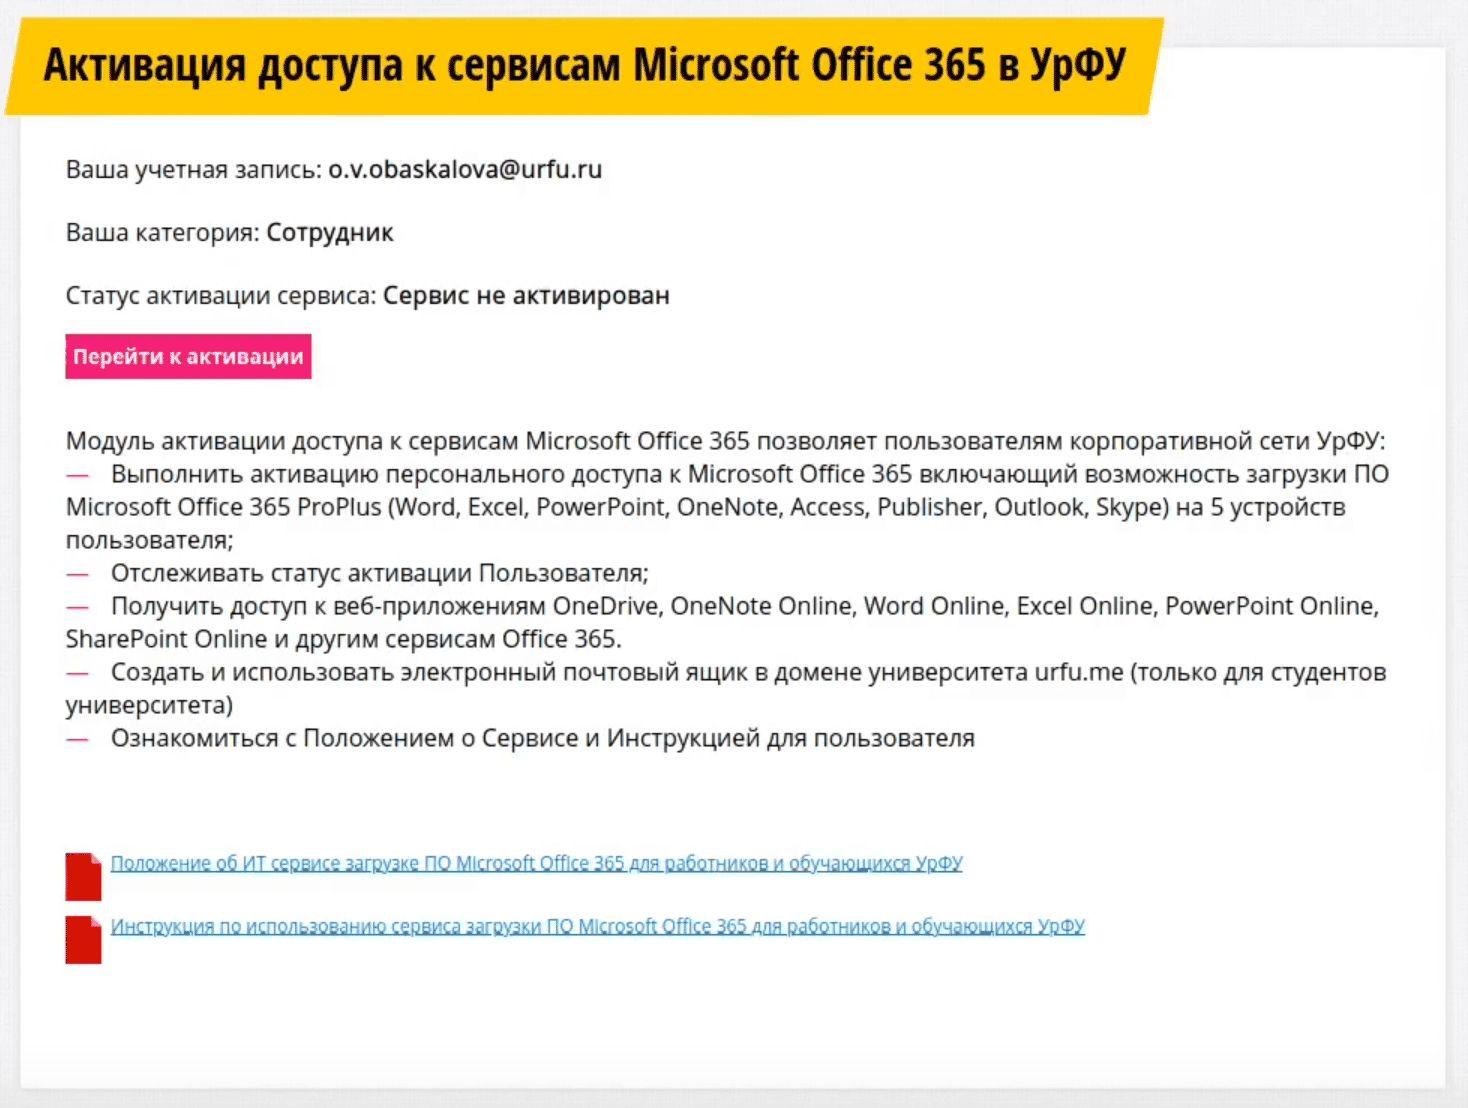 Активация доступа к сервисам Microsoft Office 365 в УрФУ
Ваша учетная запись: o.v.obaskalova@urfu.ru
Ваша категория: Сотрудник
Статус активации сервиса: Сервис не активирован
Перейти к активации
Модуль активации доступа к сервисам Microsoft Office 365 позволяет пользователям корпоративной сети УрФУ:
— Выполнить активацию персонального доступа к Microsoft Office 365 включающий возможность загрузки ПО
Microsoft Office 365 ProPlus (Word, Excel, PowerPoint, OneNote, Access, Publisher, Outlook, Skype) на 5 устройств
пользователя;
— Отслеживать статус активации Пользователя;
— Получить доступ к веб-приложениям OneDrive, OneNote Online, Word Online, Excel Online, PowerPoint Online,
SharePoint Online и другим сервисам Office 365.
— Создать и использовать электронный почтовый ящик в домене университета urfu.me (только для студентов
университета)
— Ознакомиться с Положением о Сервисе и Инструкцией для пользователя
Положение об ИТ сервисе загрузке ПО Microsoft Office 365 для работников и обучающихся УрФУ
Инструкция по использованию сервиса загрузки ПО Microsoft Office 365 для работников и обучающихся УрФУ